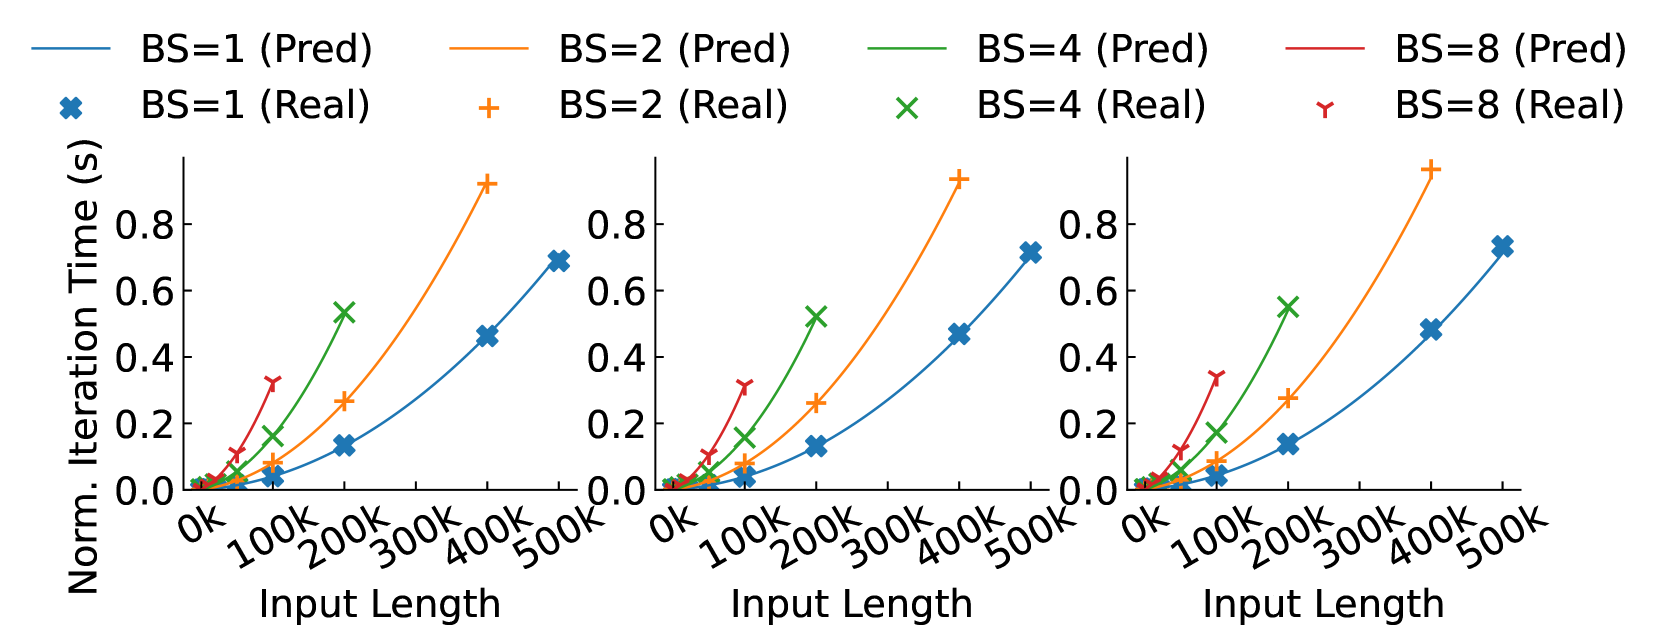 BS=1 (Pred) BS=2 (Pred) BS=4 (Pred) BS=8 (Pred)
BS=1 (Real) BS=2 (Real) BS=4 (Real) BS=8 (Real)
Norm. Iteration Time (s)
0.8
0.6
0.4
0.2
0.0
0k 100k 200k 300k 400k 500k
Input Length
0.8
0.6
0.4
0.2
0.0
0k 100k 200k 300k 400k 500k
Input Length
0.8
0.6
0.4
0.2
0.0
0k 100k 200k 300k 400k 500k
Input Length